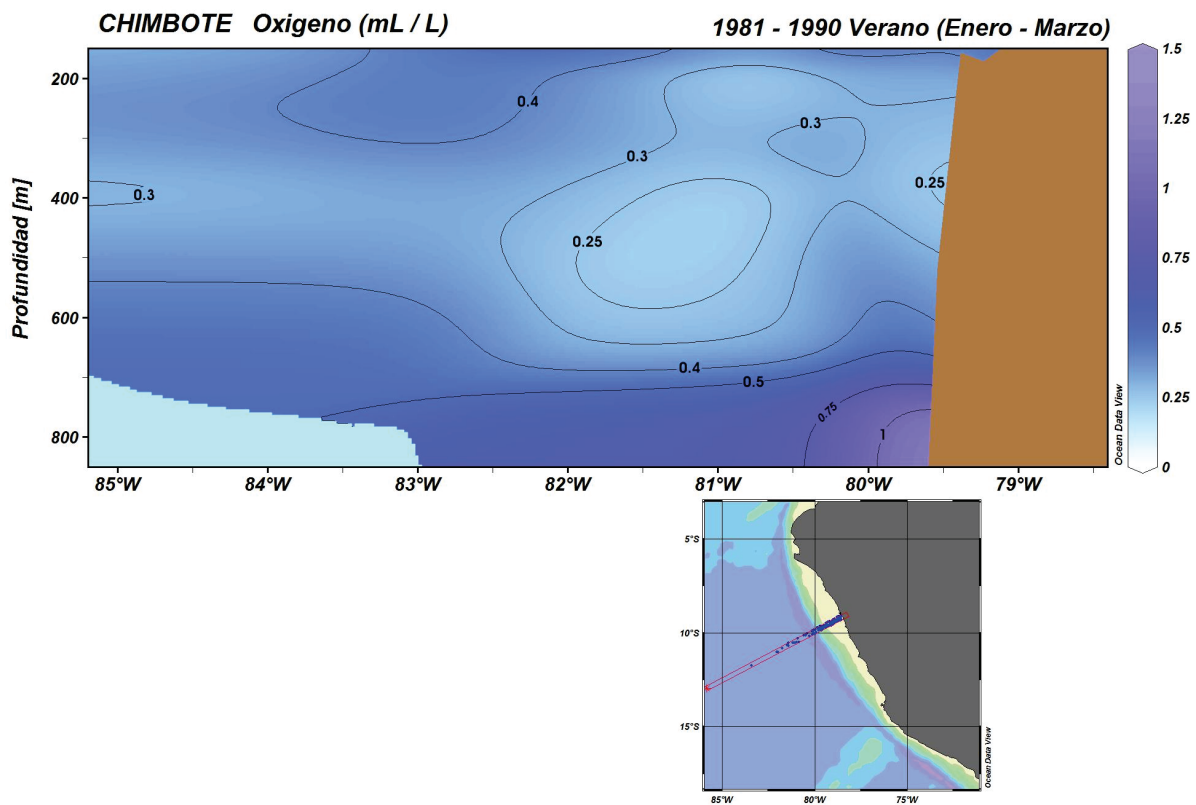 CHIMBOTE Oxigeno (mL / L)
1981 - 1990 Verano (Enero - Marzo)
Profundidad [m]
200
400
600
800
85°W 84°W 83°W 82°W 81°W 80°W 79°W
0.4
0.3
0.3
0.3
0.25
0.25
0.4
0.5
0.75
1
Ocean Data View
1.5
1.25
1
0.75
0.5
0.25
0
5°S
10°S
15°S
85°W 80°W 75°W
Ocean Data View